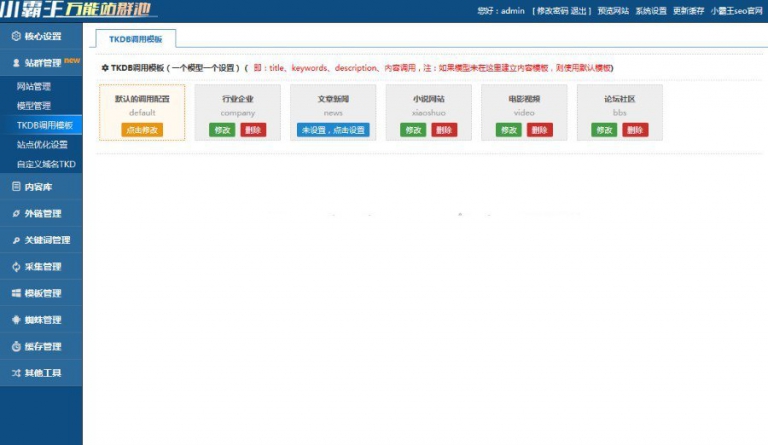 小霸王万能站群池
您好：admin [ 修改密码 退出 ] 预览网站 系统设置 更新缓存 小霸王seo官网
核心设置
站群管理 new
网站管理
模型管理
TKDB调用模板
站点优化设置
自定义域名TKD
内容库
外链管理
关键词管理
采集管理
模板管理
蜘蛛管理
缓存管理
其他工具
TKDB调用模板
TKDB调用模板（一个模型一个设置）（ 即：title、keywords、description、内容调用，注：如果模型未在这里建立内容模板，则使用默认模板)
默认的调用配置
default
点击修改
行业企业
company
修改 删除
文章新闻
news
未设置，点击设置
小说网站
xiaoshuo
修改 删除
电影视频
video
修改 删除
论坛社区
bbs
修改 删除